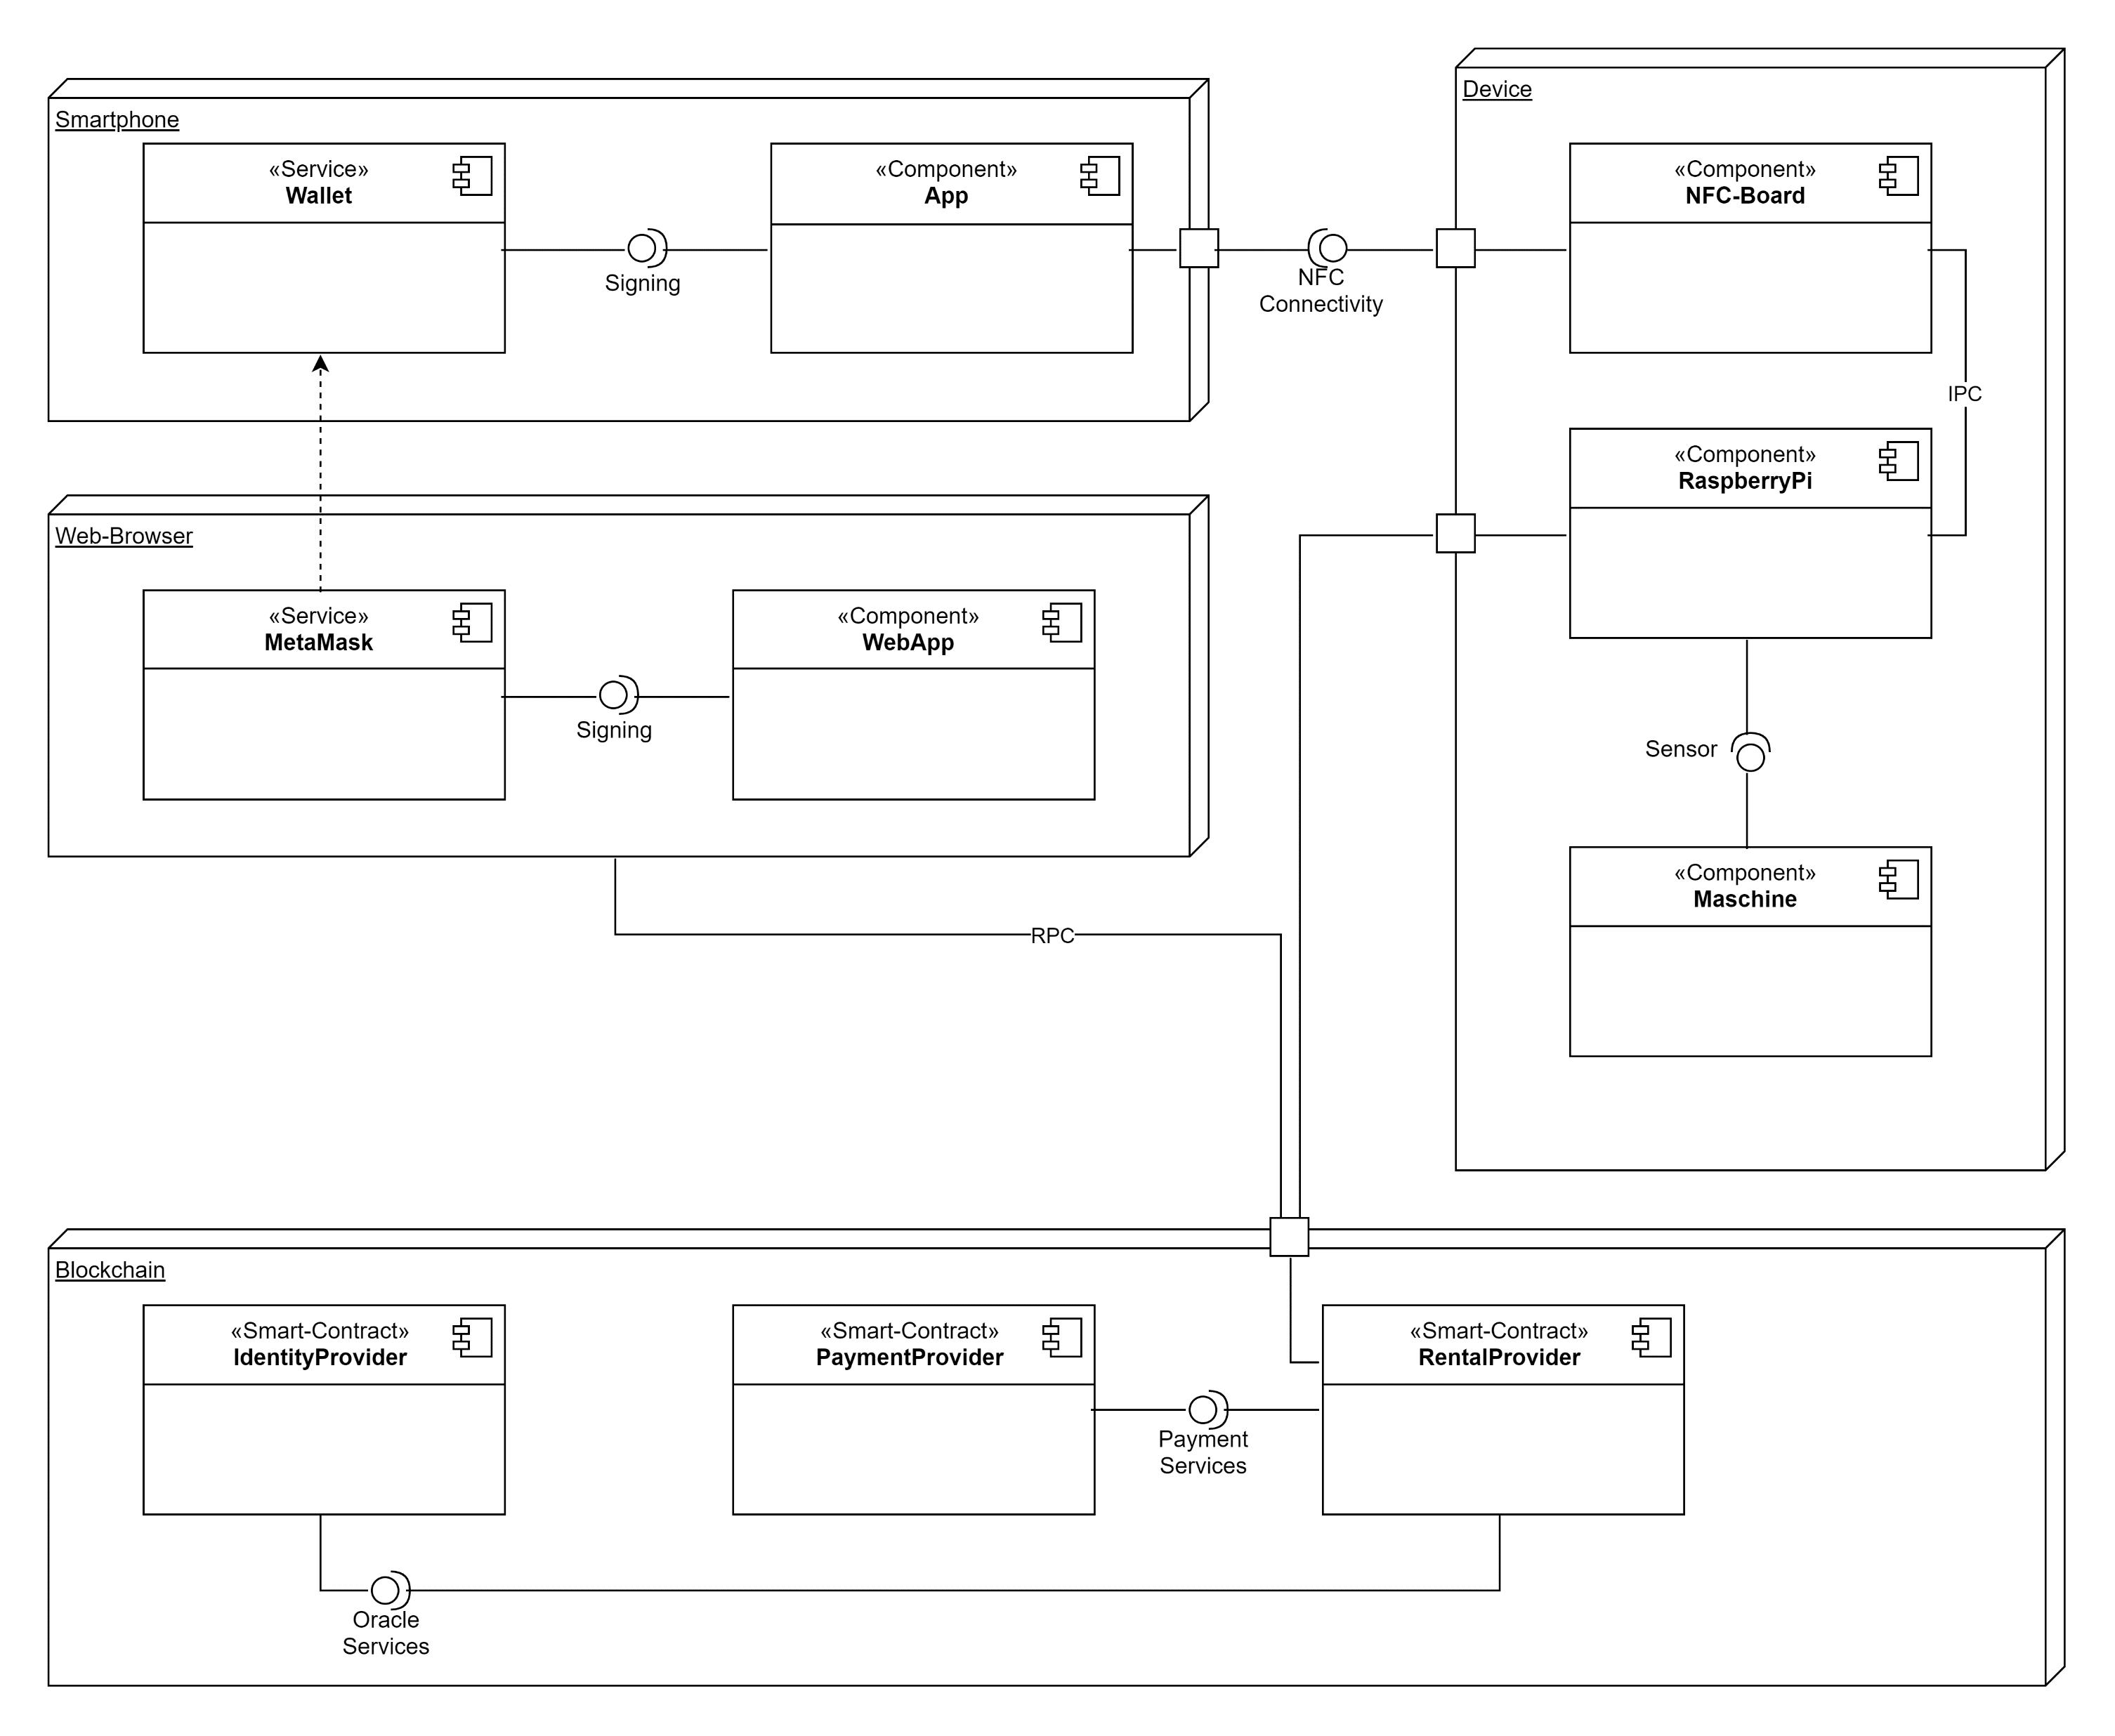 Smartphone
«Service»
Wallet
Signing
«Component»
App
NFC
Connectivity
Device
«Component»
NFC-Board
IPC
«Component»
RaspberryPi
Sensor
«Component»
Maschine
Web-Browser
«Service»
MetaMask
Signing
«Component»
WebApp
RPC
Blockchain
«Smart-Contract»
IdentityProvider
«Smart-Contract»
PaymentProvider
Payment
Services
«Smart-Contract»
RentalProvider
Oracle
Services